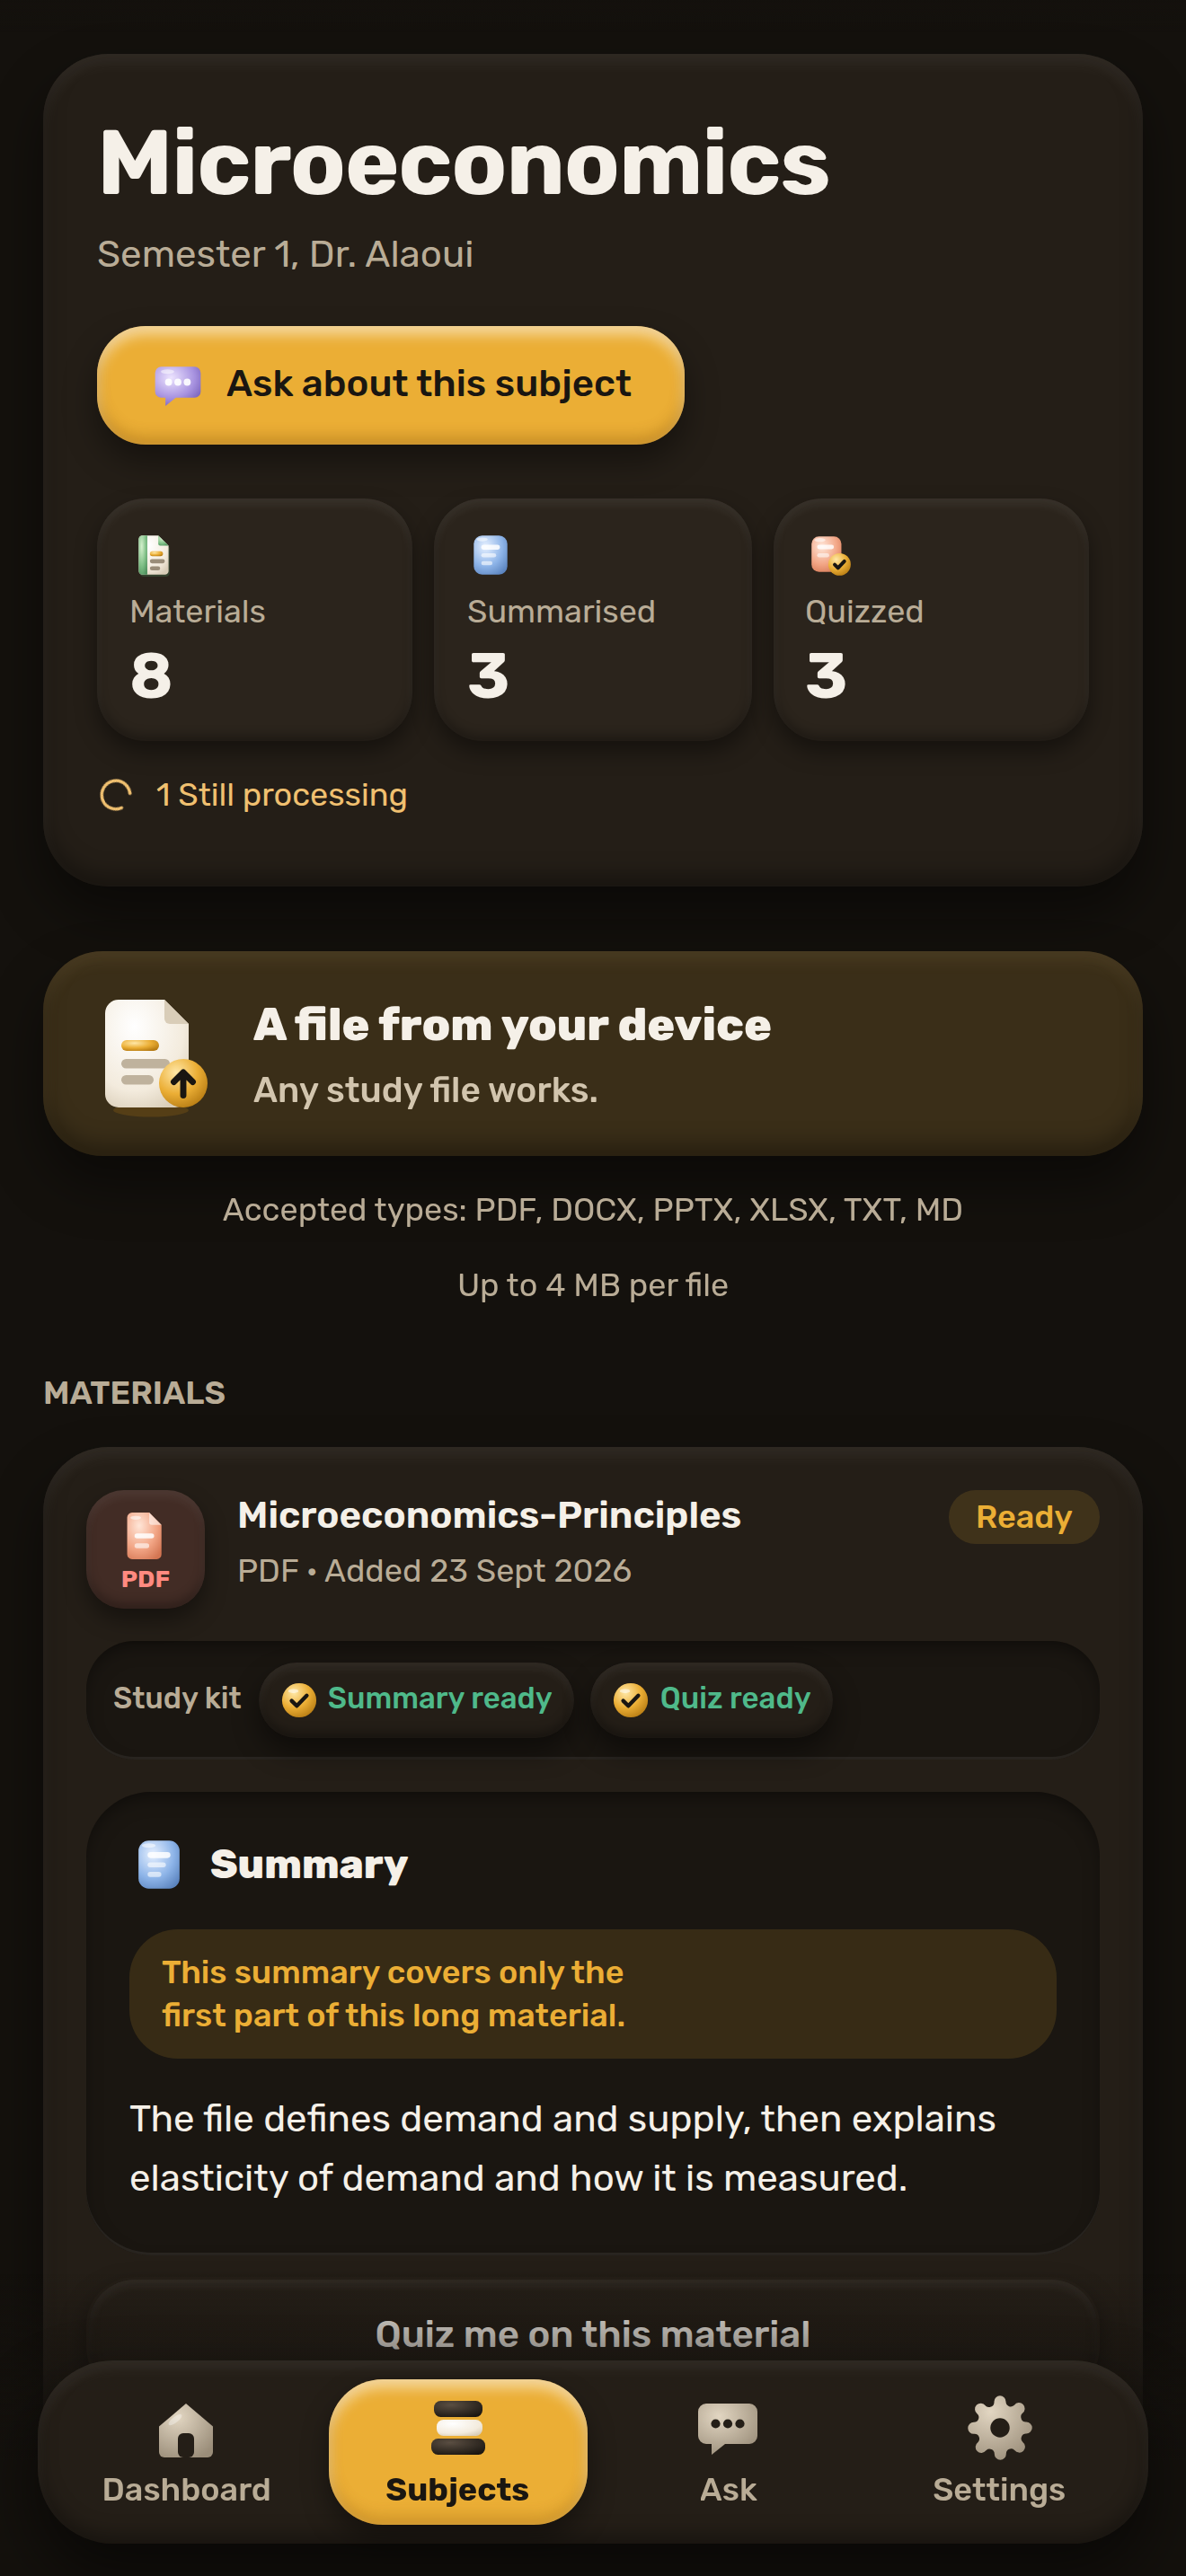 Microeconomics
Semester 1, Dr. Alaoui
Ask about this subject
Materials
8
Summarised
3
Quizzed
3
1 Still processing
A file from your device
Any study file works.
Accepted types: PDF, DOCX, PPTX, XLSX, TXT, MD
Up to 4 MB per file
MATERIALS
PDF
Microeconomics-Principles
Ready
PDF • Added 23 Sept 2026
Study kit
Summary ready
Quiz ready
Summary
This summary covers only the
first part of this long material.
The file defines demand and supply, then explains
elasticity of demand and how it is measured.
Quiz me on this material
Dashboard
Subjects
Ask
Settings